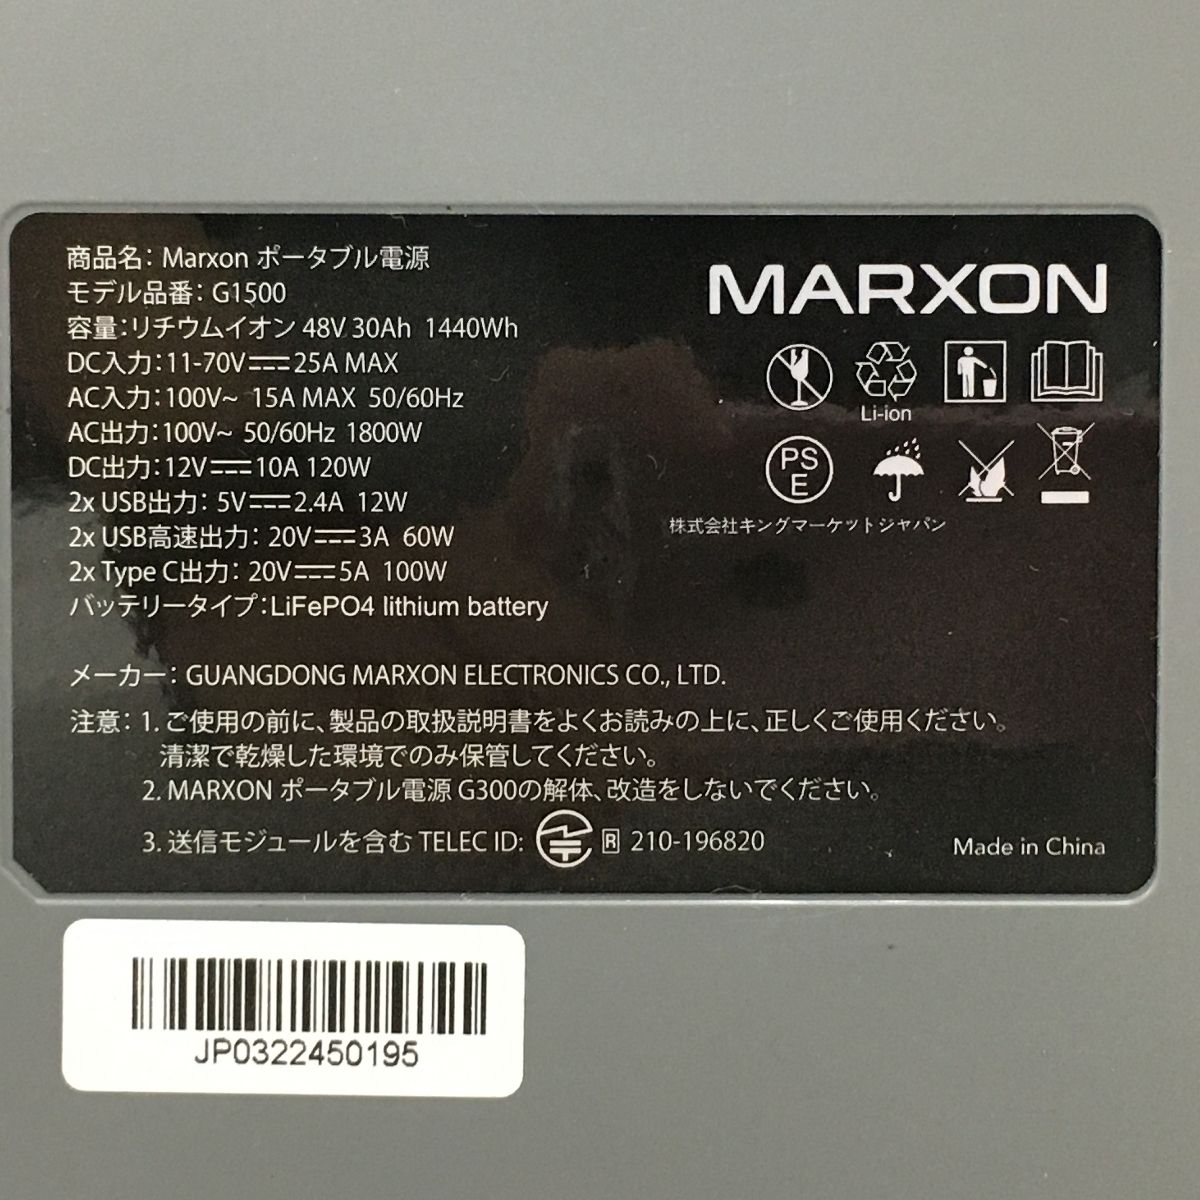 商品名：Marxon ポータブル電源
モデル品番：G1500
容量：リチウムイオン 48V 30Ah 1440Wh
DC入力：11-70V⎓25A MAX
AC入力：100V~ 15A MAX 50/60Hz
AC出力：100V~ 50/60Hz 1800W
DC出力：12V⎓10A 120W
2x USB出力：5V⎓2.4A 12W
2x USB高速出力：20V⎓3A 60W
2x Type C出力：20V⎓5A 100W
バッテリータイプ：LiFePO4 lithium battery
MARXON
Li-ion
PS
E
株式会社キングマーケットジャパン
メーカー：GUANGDONG MARXON ELECTRONICS CO., LTD.
注意：1. ご使用の前に、製品の取扱説明書をよくお読みの上に、正しくご使用ください。
清潔で乾燥した環境でのみ保管してください。
2. MARXON ポータブル電源 G300の解体、改造をしないでください。
3. 送信モジュールを含む TELEC ID: R 210-196820
Made in China
JP0322450195